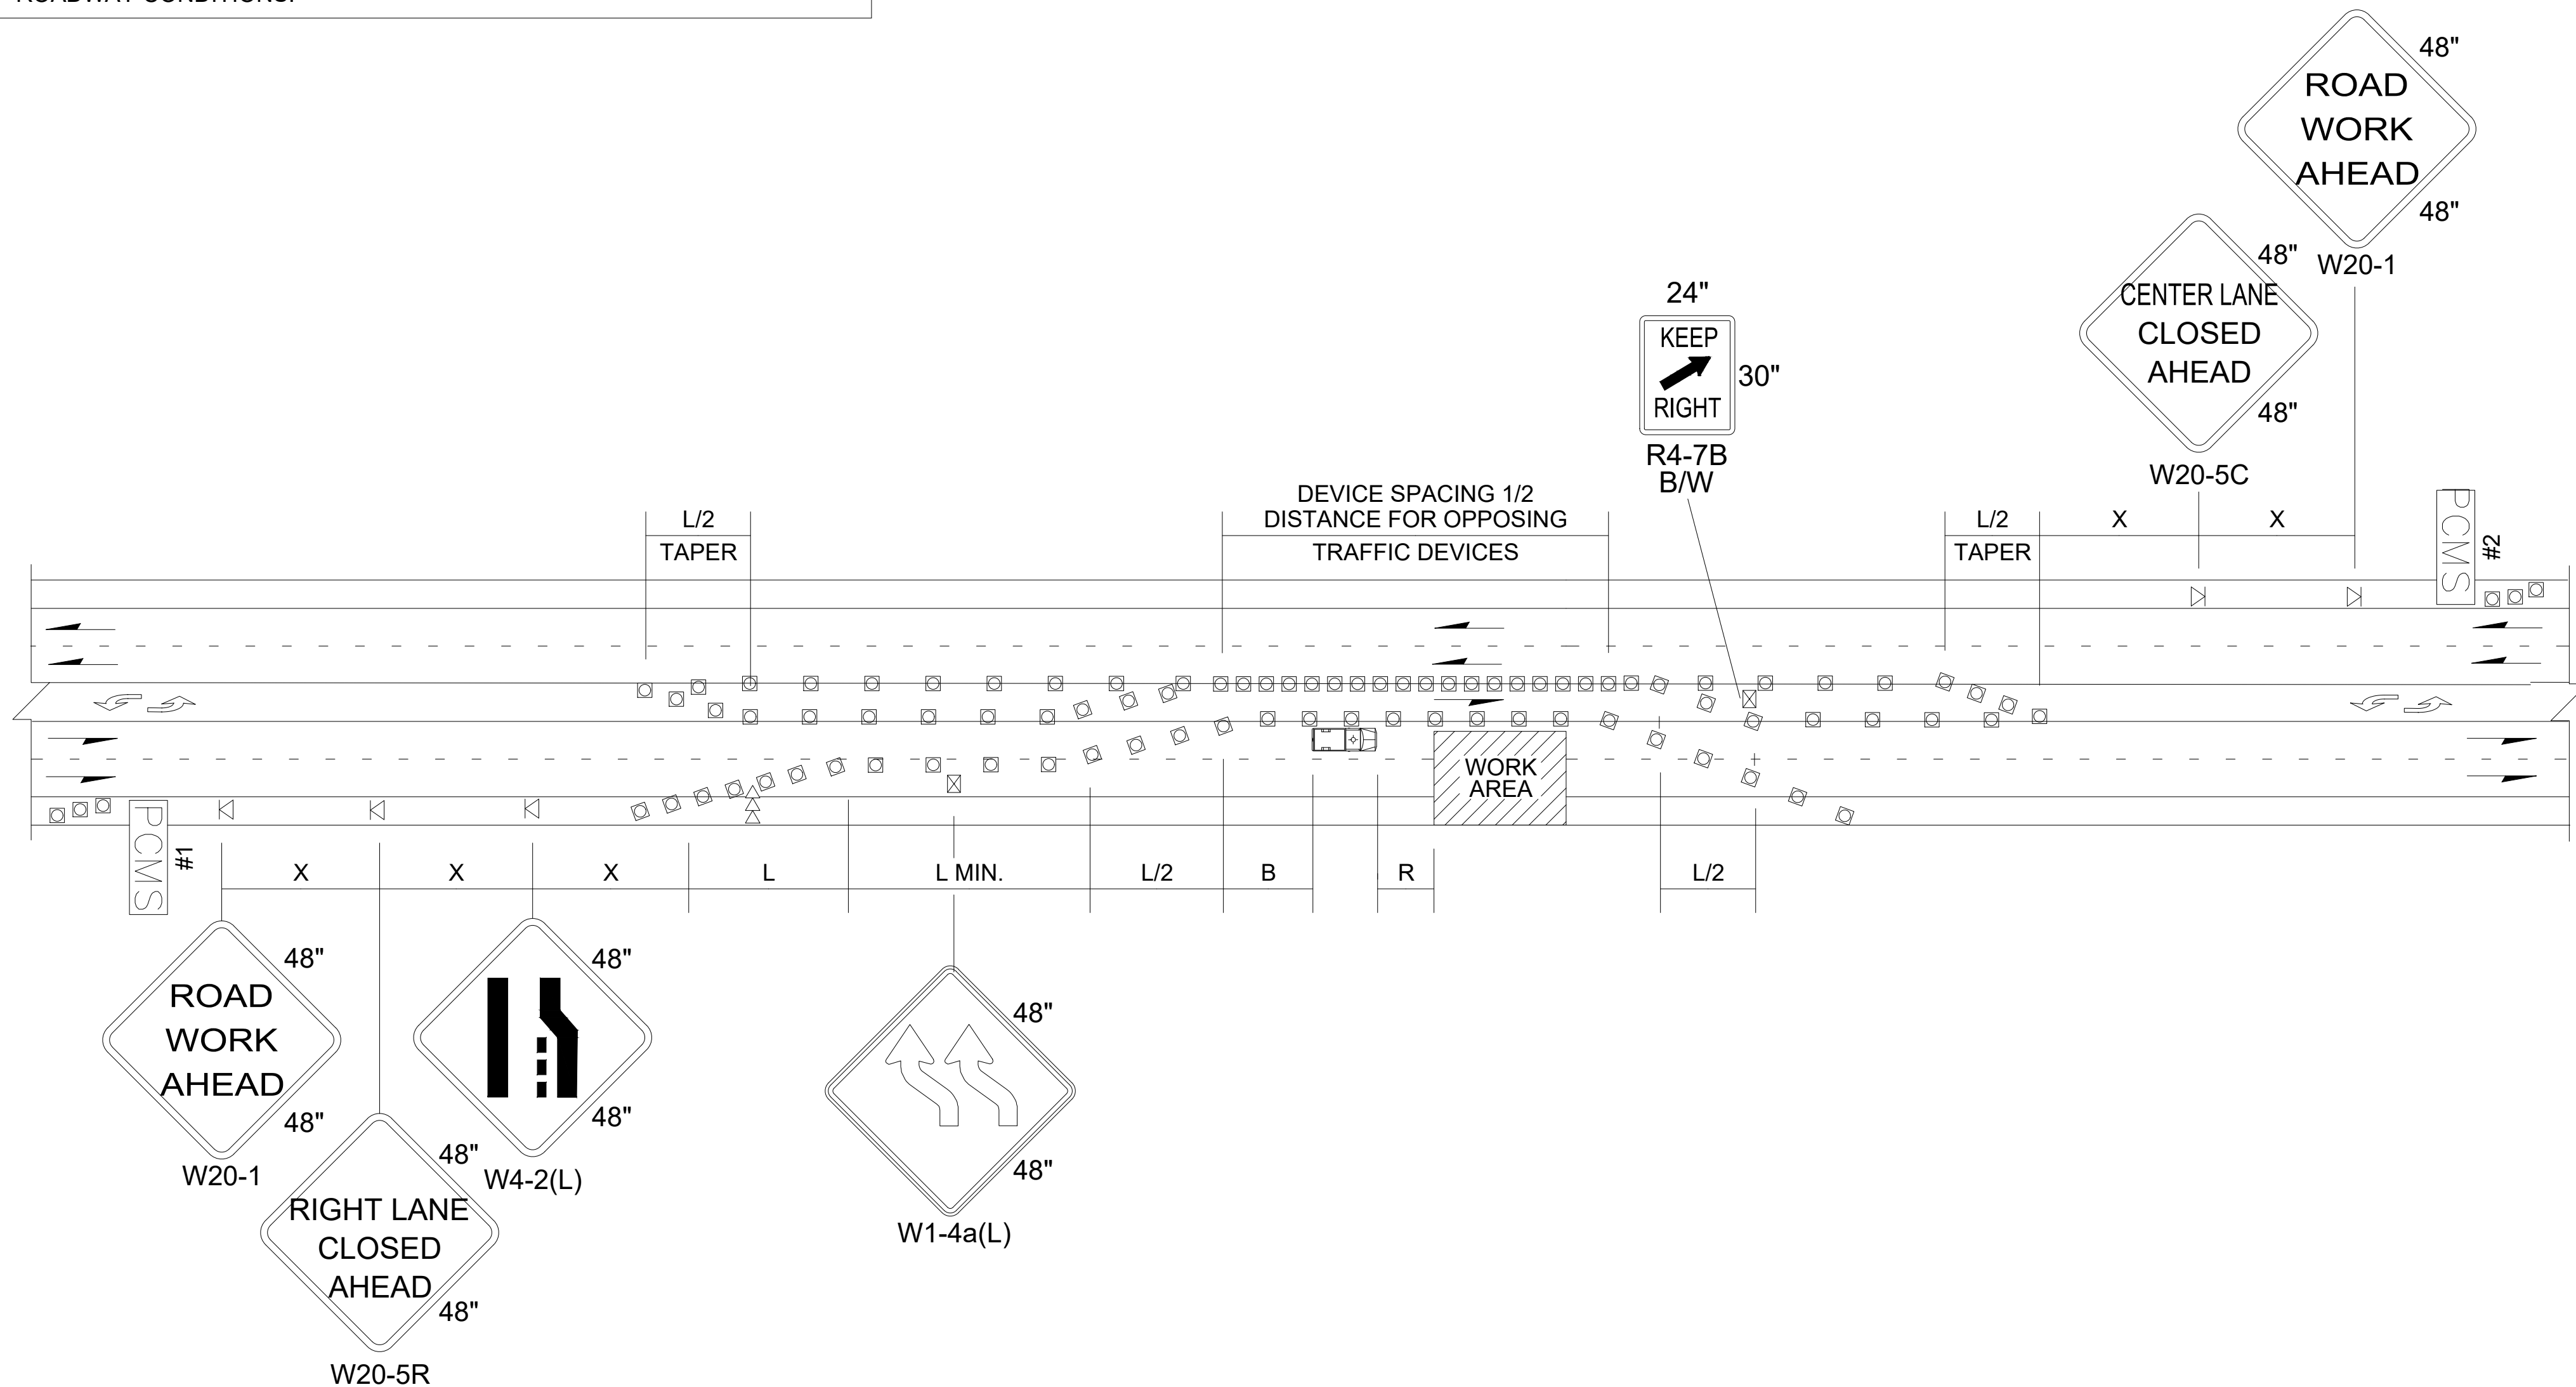 ROADWAY CONDITIONS.
48"
ROAD
WORK
AHEAD
48"
W20-1
48"
CENTER LANE
CLOSED
AHEAD
48"
W20-5C
24"
KEEP
RIGHT
30"
R4-7B
B/W
L/2
TAPER
DEVICE SPACING 1/2
DISTANCE FOR OPPOSING
TRAFFIC DEVICES
L/2
TAPER
X
X
PCMS
#2
WORK
AREA
PCMS
#1
X
X
X
L
L MIN.
L/2
B
R
L/2
48"
ROAD
WORK
AHEAD
48"
W20-1
48"
RIGHT LANE
CLOSED
AHEAD
48"
W20-5R
48"
48"
W4-2(L)
48"
48"
W1-4a(L)